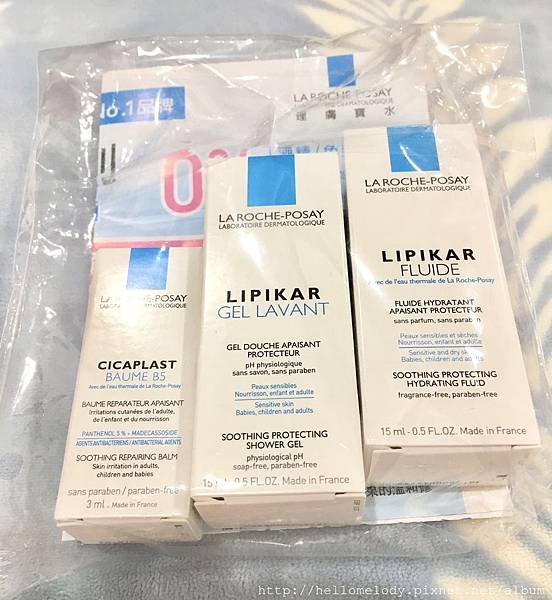 No.1品牌
LA ROCHE-POSAY
LABORATOIRE DERMATOLOGIQUE
理膚寶水
LA ROCHE-POSAY
LABORATOIRE DERMATOLOGIQUE
CICAPLAST
BAUME B5
Avec de l'eau thermale de La Roche-Posay
BAUME REPARATEUR APAISANT
Irritations cutanées de l'adulte,
de l'enfant et du nourrisson
PANTHENOL 5% + MADECASSOSIDE
AGENTS ANTIBACTERIENS/ANTIBACTERIAL AGENTS
SOOTHING REPAIRING BALM
Skin irritation in adults,
children and babies
sans paraben / paraben-free
3 ml. Made in France
LA ROCHE-POSAY
LABORATOIRE DERMATOLOGIQUE
LIPIKAR
GEL LAVANT
GEL DOUCHE APAISANT
PROTECTEUR
pH physiologique
sans savon, sans paraben
Peaux sensibles
Nourrisson, enfant et adulte
Sensitive skin
Babies, children and adults
SOOTHING PROTECTING
SHOWER GEL
physiological pH
soap-free, paraben-free
15 ml - 0.5 FL.OZ. Made in France
LA ROCHE-POSAY
LABORATOIRE DERMATOLOGIQUE
LIPIKAR
FLUIDE
Avec de l'eau thermale de La Roche-Posay
FLUIDE HYDRATANT
APAISANT PROTECTEUR
sans parfum, sans paraben
Peaux sensibles et sèches
Nourrisson, enfant et adulte
Sensitive and dry skin
Babies, children and adults
SOOTHING PROTECTING
HYDRATING FLUID
fragrance-free, paraben-free
15 ml - 0.5 FL.OZ. Made in France
http://hellomelody.pixnet.net/album